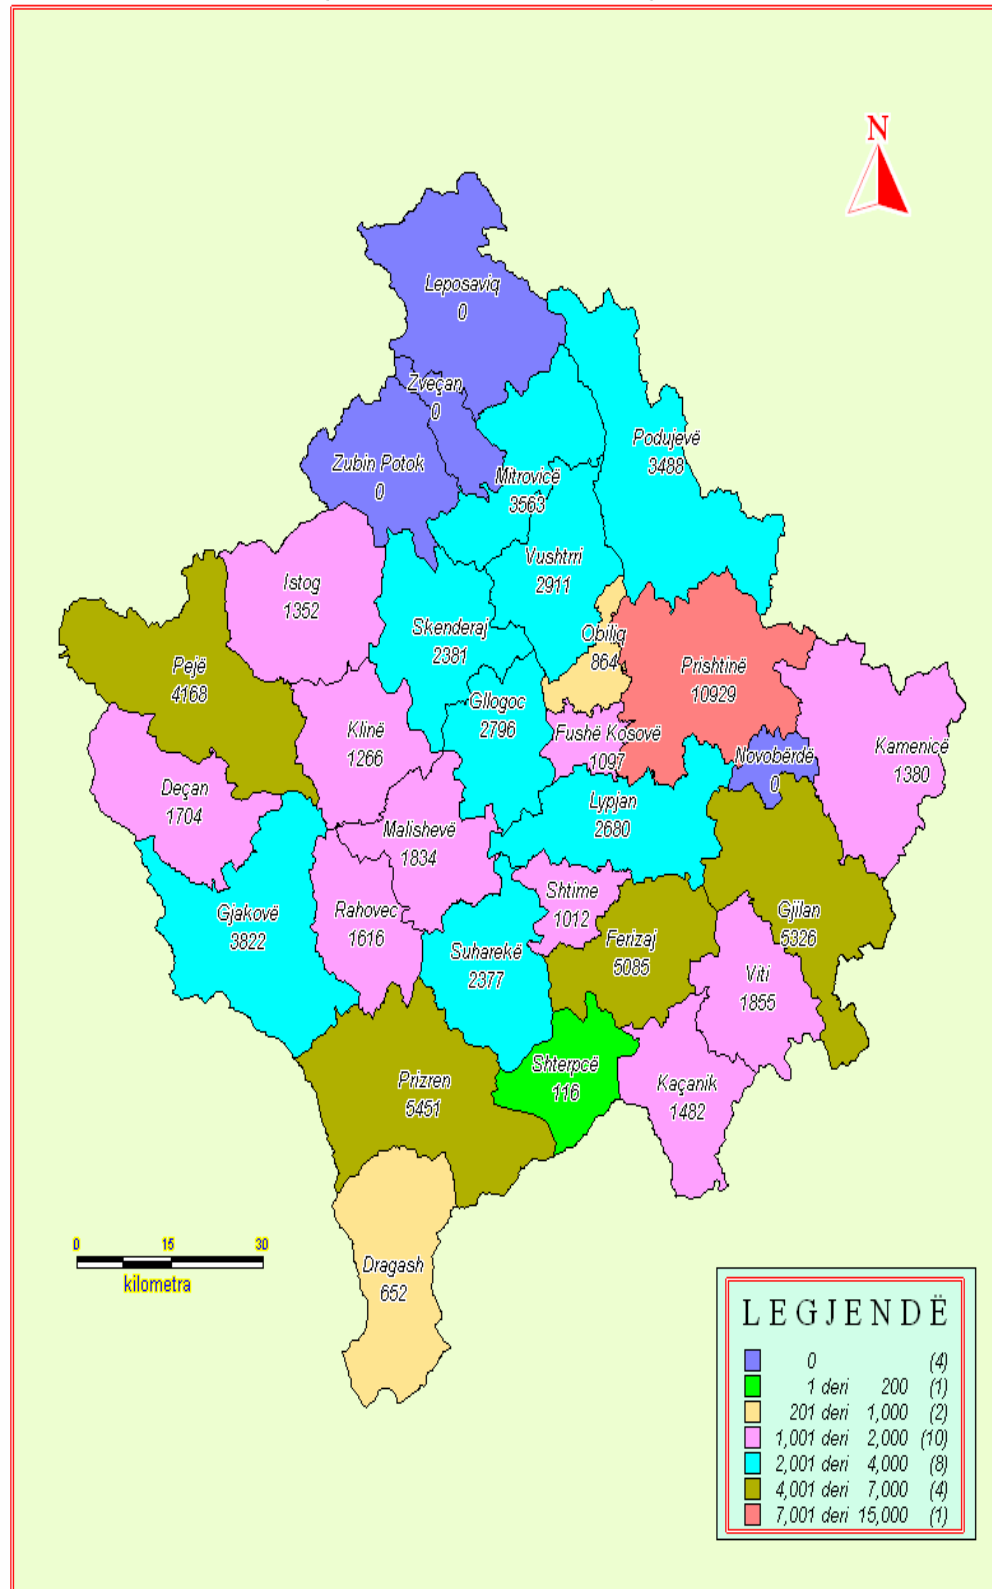 N
Leposaviq
0
Zveçan
0
Zubin Potok
0
Podujevë
3488
Mitrovicë
3563
Vushtrri
2911
Istog
1352
Skenderaj
2381
Obiliq
864
Pejë
4168
Prishtinë
10929
Gllogoc
2796
Klinë
1266
Fushë Kosovë
1097
Novobërdë
0
Kamenicë
1380
Deçan
1704
Malishevë
1834
Lypjan
2680
Gjakovë
3822
Rahovec
1616
Shtime
1012
Gjilan
5326
Suharekë
2377
Ferizaj
5085
Viti
1855
Prizren
5451
Shterpcë
116
Kaçanik
1482
Dragash
652
0 15 30
kilometra
LEGJENDË
0 (4)
1 deri 200 (1)
201 deri 1,000 (2)
1,001 deri 2,000 (10)
2,001 deri 4,000 (8)
4,001 deri 7,000 (4)
7,001 deri 15,000 (1)